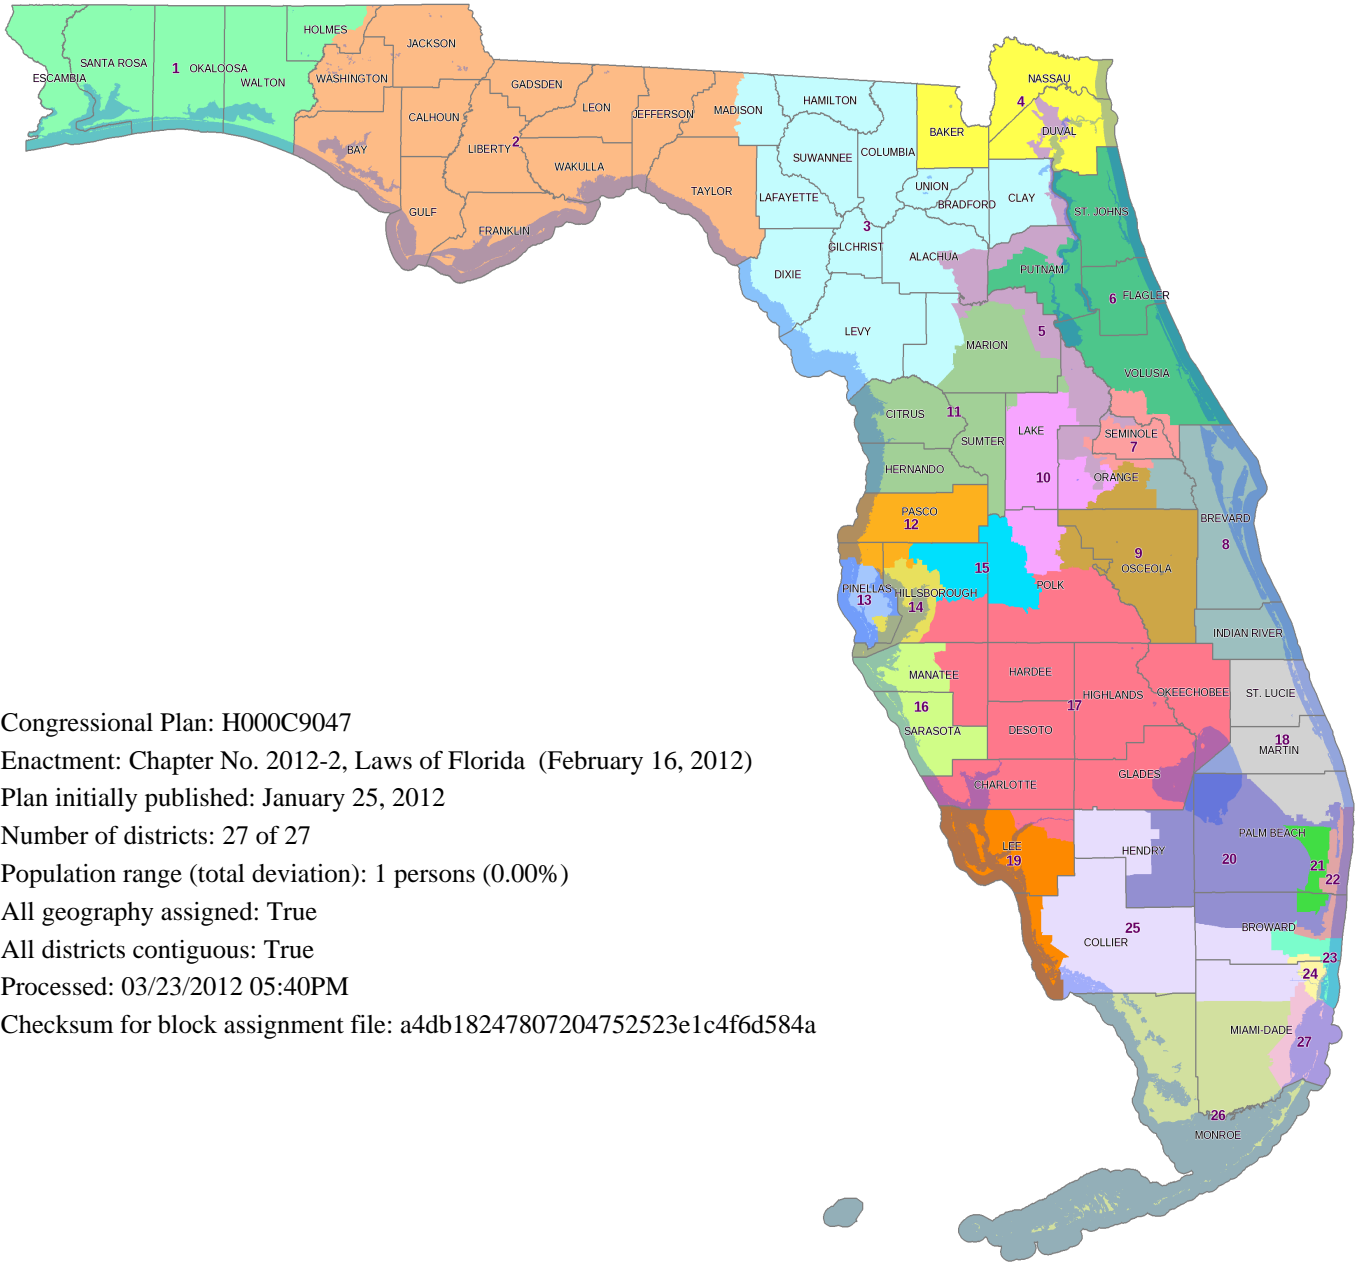 HOLMES
JACKSON
SANTA ROSA
1
OKALOOSA
ESCAMBIA
WALTON
WASHINGTON
GADSDEN
LEON
JEFFERSON
MADISON
HAMILTON
NASSAU
4
CALHOUN
BAY
LIBERTY
2
WAKULLA
BAKER
DUVAL
SUWANNEE
COLUMBIA
TAYLOR
LAFAYETTE
UNION
BRADFORD
CLAY
GULF
FRANKLIN
ST. JOHNS
3
GILCHRIST
ALACHUA
DIXIE
PUTNAM
6
FLAGLER
LEVY
5
MARION
VOLUSIA
CITRUS
11
LAKE
SUMTER
SEMINOLE
7
HERNANDO
10
ORANGE
PASCO
12
BREVARD
8
9
OSCEOLA
15
POLK
PINELLAS
13
HILLSBOROUGH
14
INDIAN RIVER
MANATEE
HARDEE
HIGHLANDS
OKEECHOBEE
ST. LUCIE
16
17
SARASOTA
DESOTO
18
MARTIN
CHARLOTTE
GLADES
PALM BEACH
LEE
19
HENDRY
20
21
22
25
COLLIER
BROWARD
23
24
MIAMI-DADE
27
26
MONROE
Congressional Plan: H000C9047
Enactment: Chapter No. 2012-2, Laws of Florida (February 16, 2012)
Plan initially published: January 25, 2012
Number of districts: 27 of 27
Population range (total deviation): 1 persons (0.00%)
All geography assigned: True
All districts contiguous: True
Processed: 03/23/2012 05:40PM
Checksum for block assignment file: a4db18247807204752523e1c4f6d584a